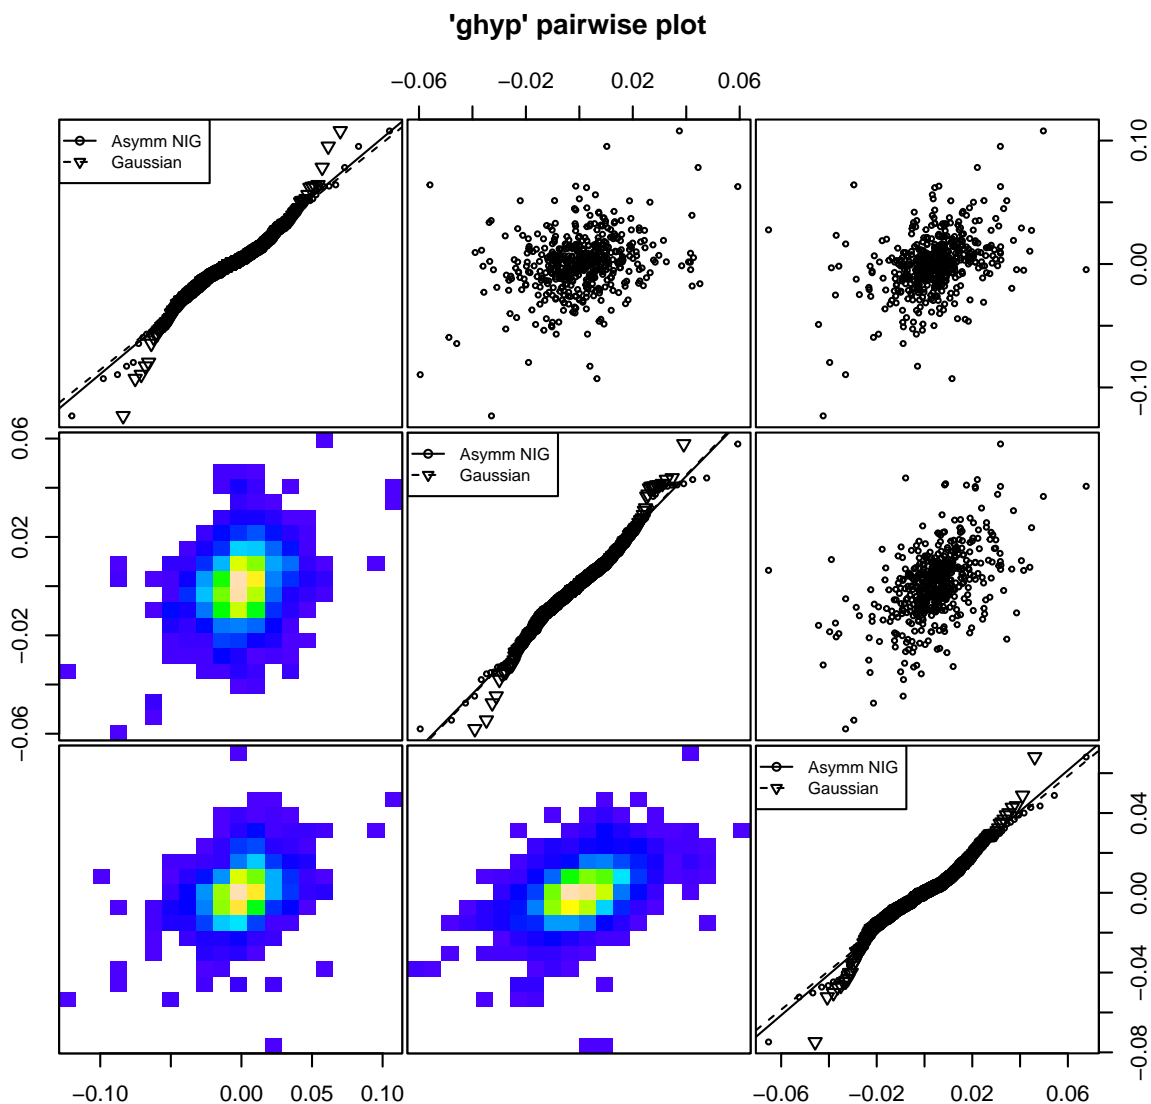 'ghyp' pairwise plot
−0.06 −0.02 0.02 0.06
Asymm NIG
Gaussian
0.10
0.00
−0.10
0.06
0.02
−0.02
−0.06
Asymm NIG
Gaussian
Asymm NIG
Gaussian
0.04
0.00
−0.04
−0.08
−0.10 0.00 0.05 0.10
−0.06 −0.02 0.02 0.06